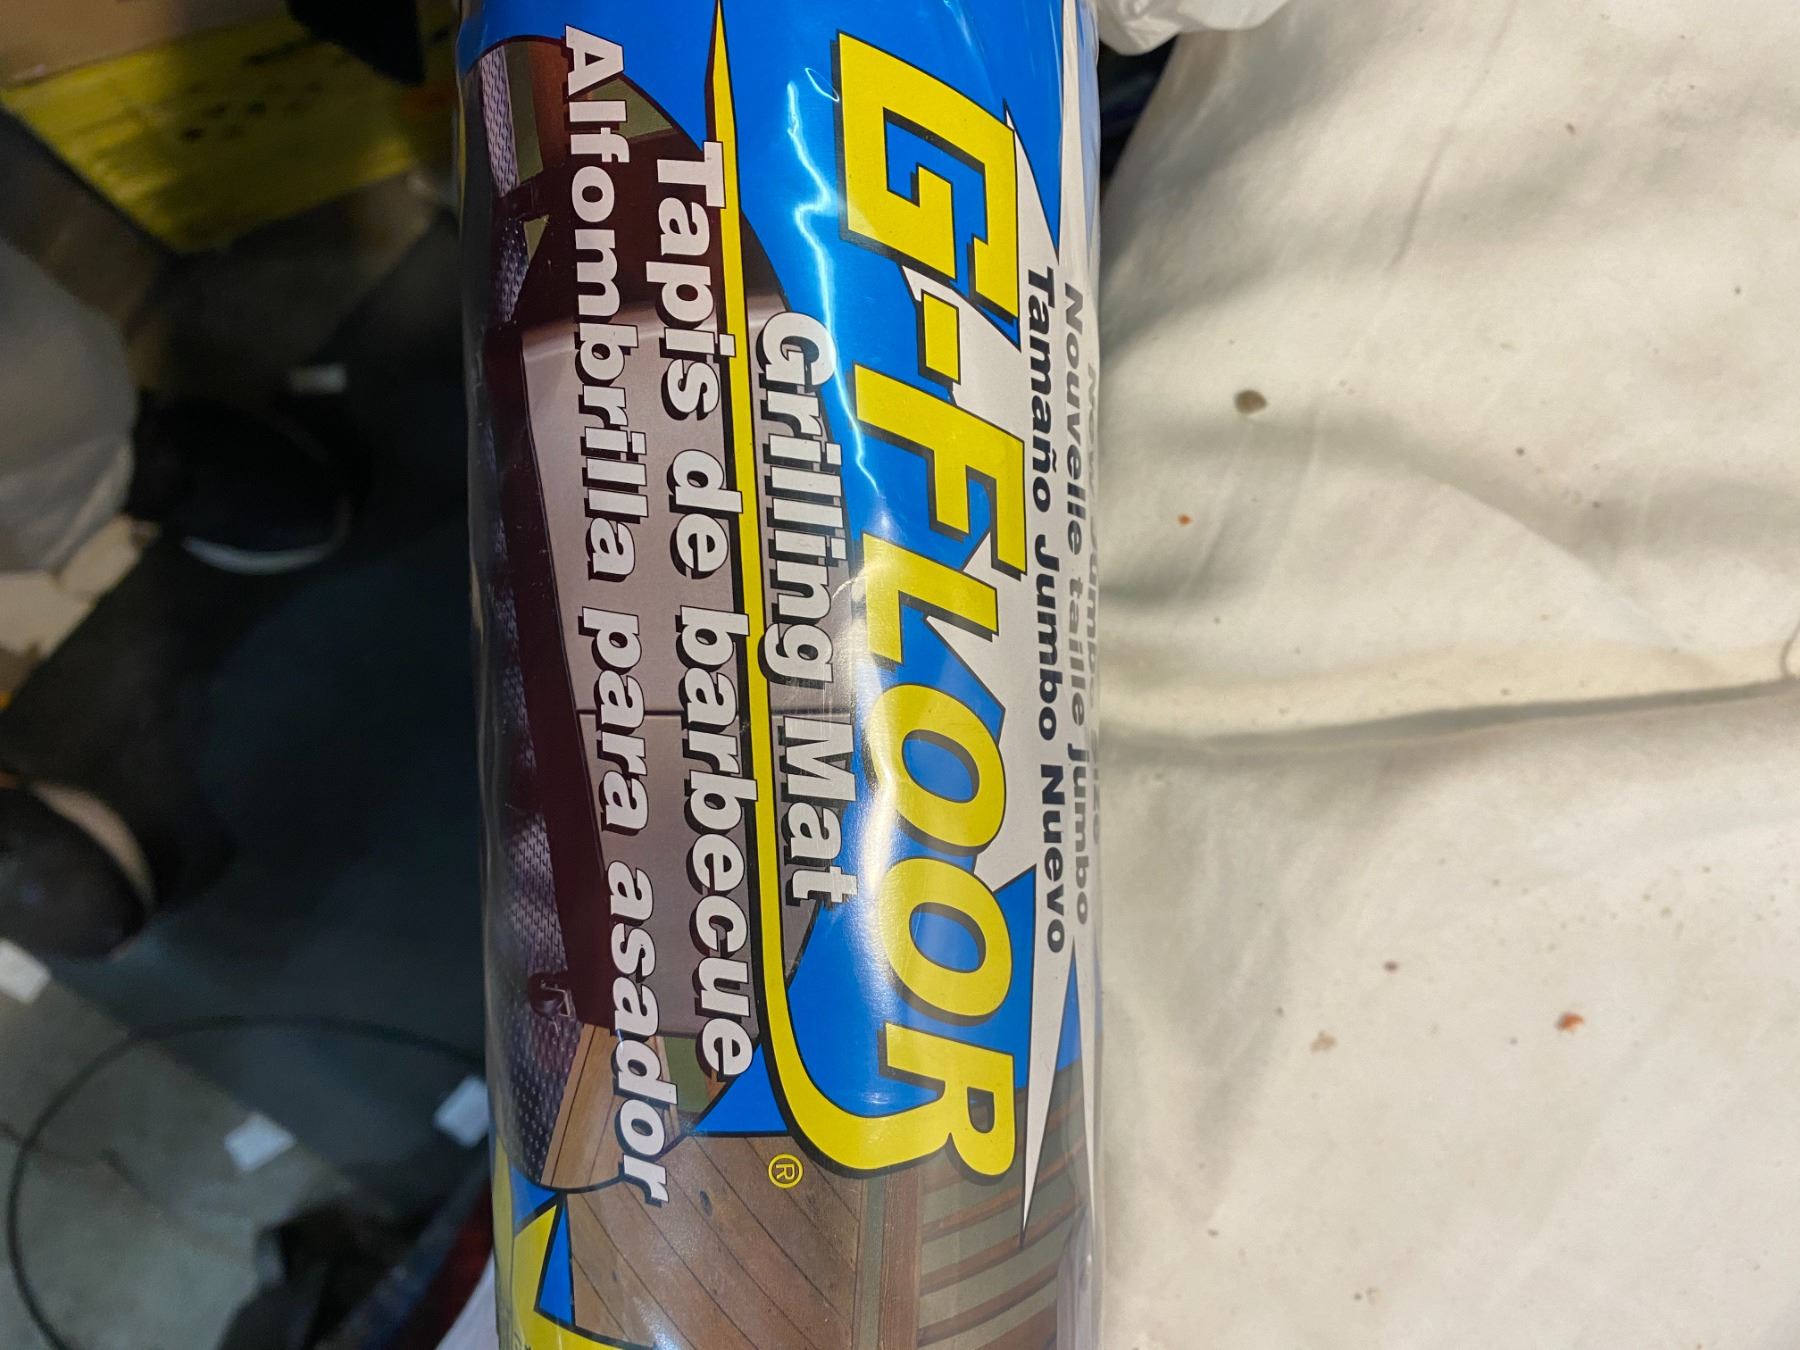 Nouvelle taille jumbo
Tamaño Jumbo Nuevo
G-FLOOR®
Grilling Mat
Tapis de barbecue
Alfombrilla para asador